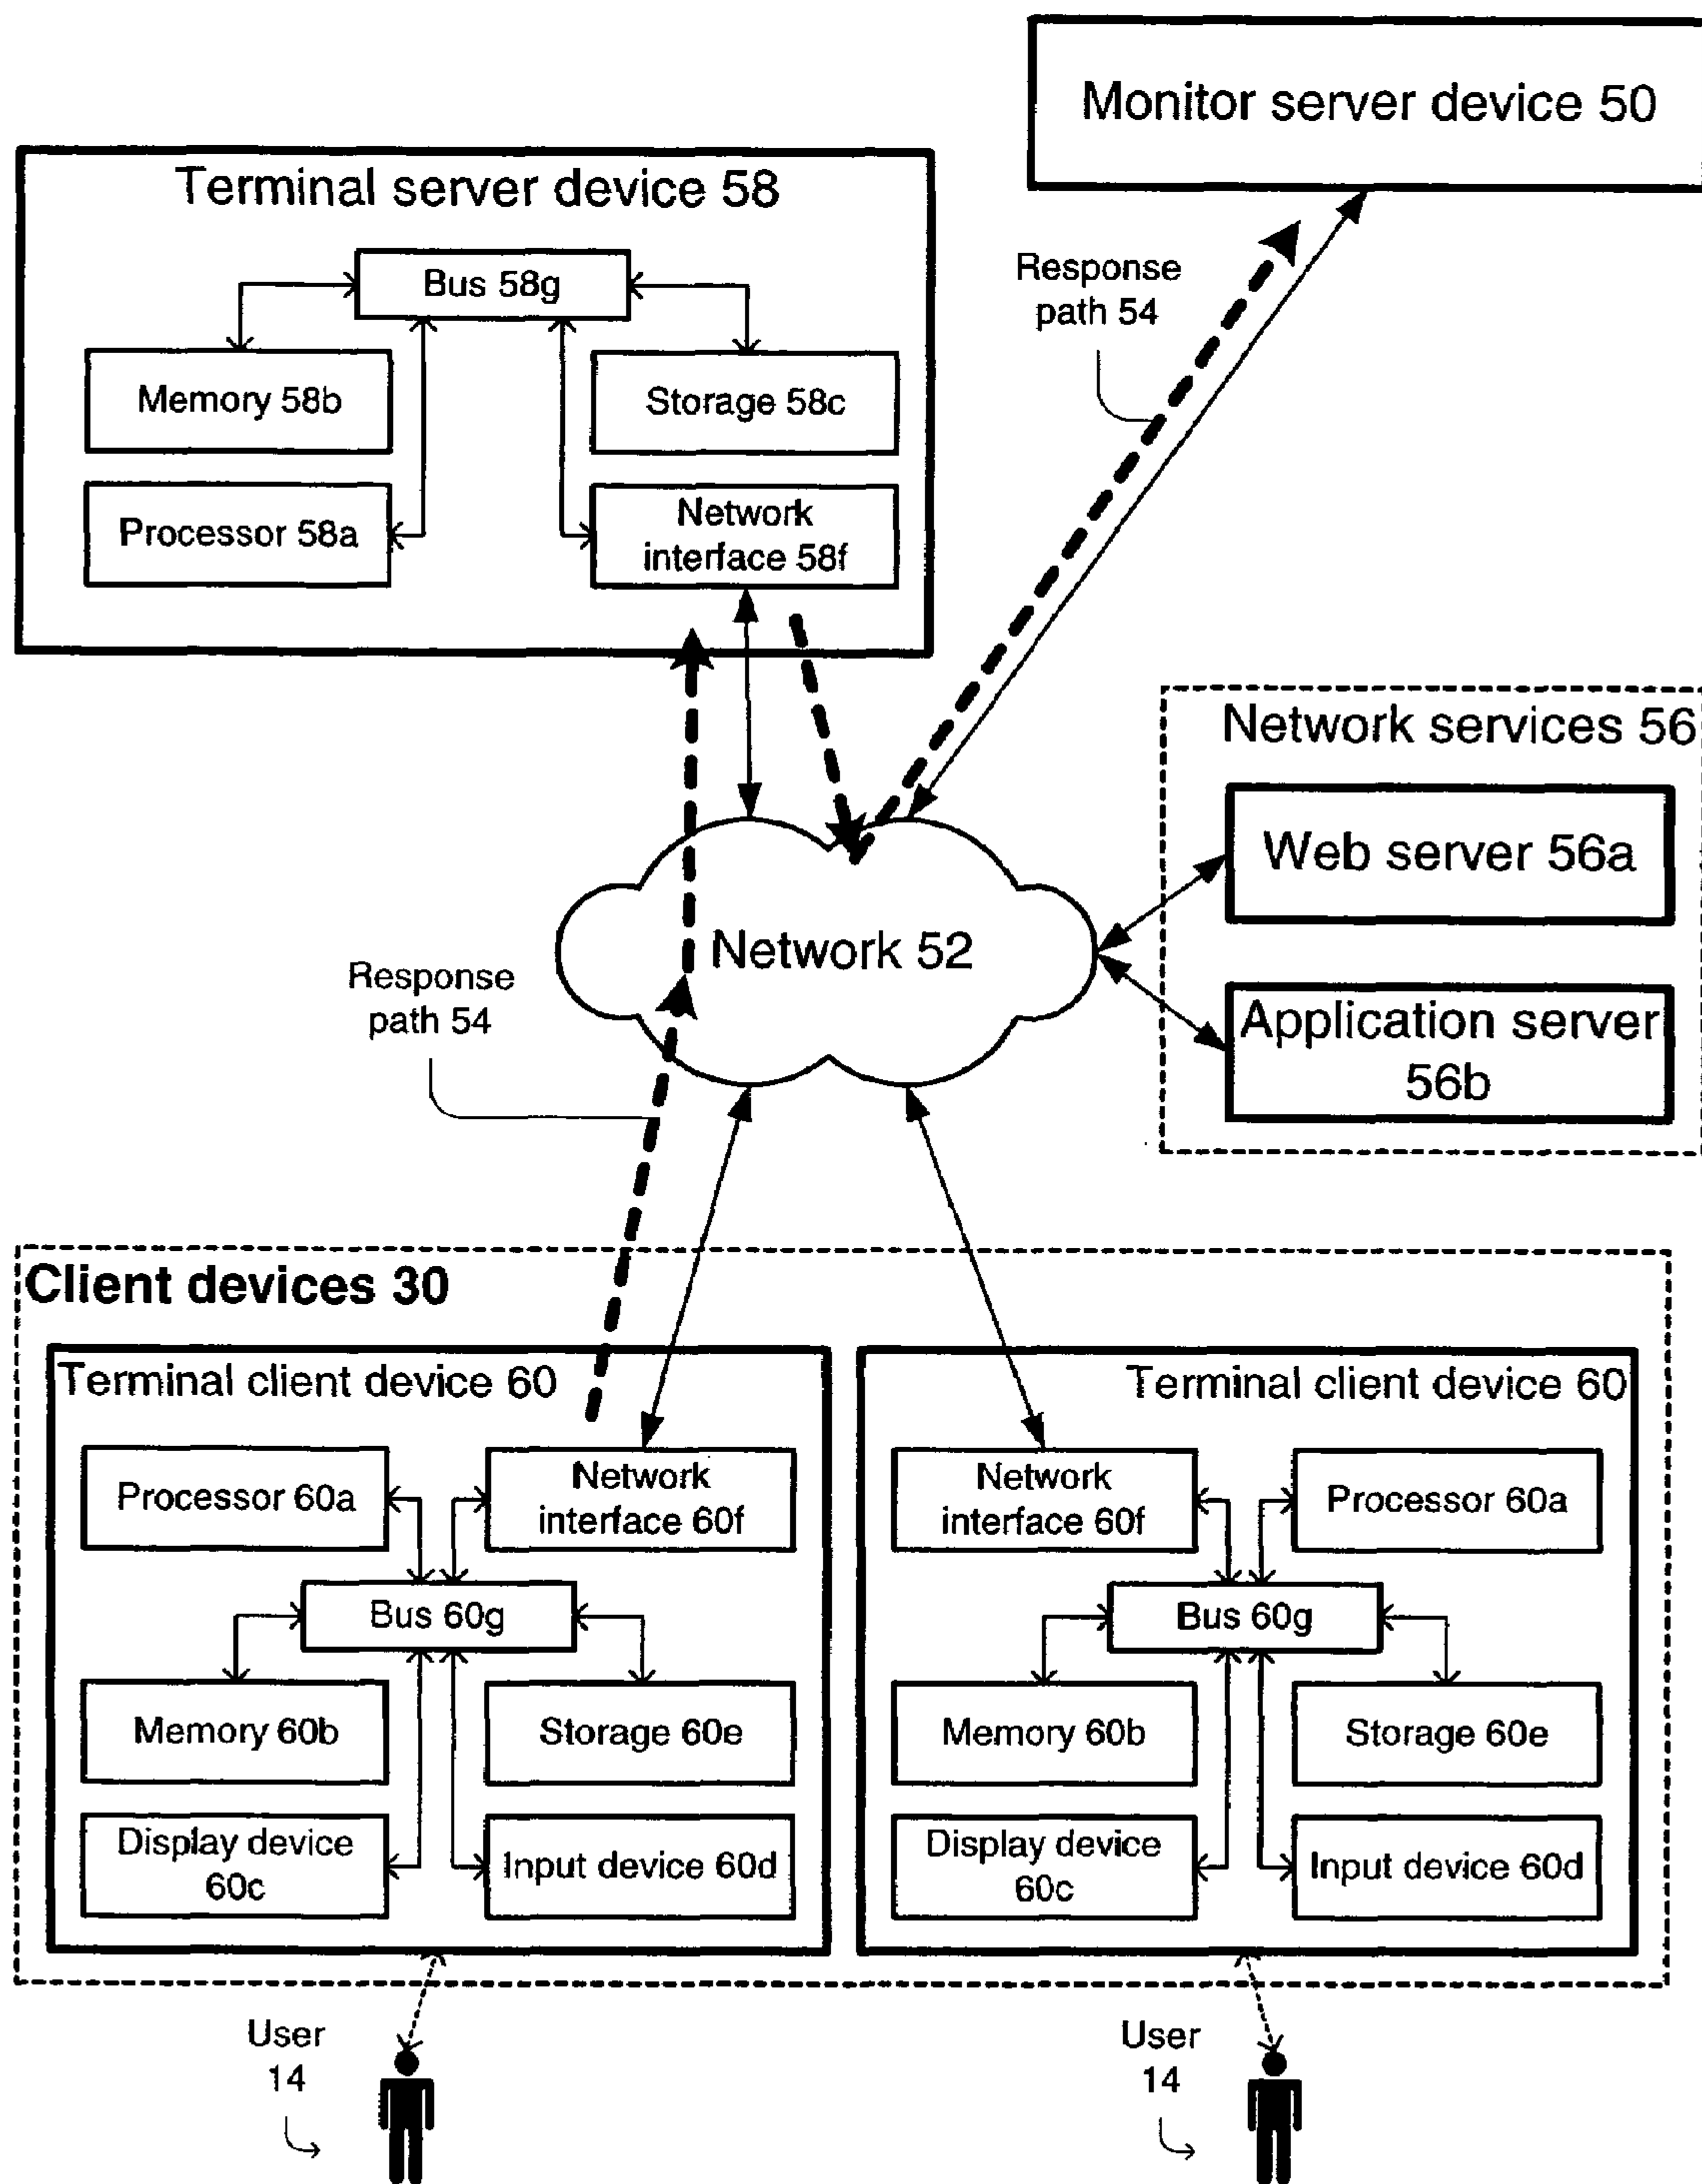 Monitor server device 50
Terminal server device 58
Bus 58g
Memory 58b
Storage 58c
Processor 58a
Network
interface 58f
Response
path 54
Network services 56
Web server 56a
Application server
56b
Network 52
Response
path 54
Client devices 30
Terminal client device 60
Processor 60a
Network
interface 60f
Bus 60g
Memory 60b
Storage 60e
Display device
60c
Input device 60d
Terminal client device 60
Network
interface 60f
Processor 60a
Bus 60g
Memory 60b
Storage 60e
Display device
60c
Input device 60d
User
14
User
14